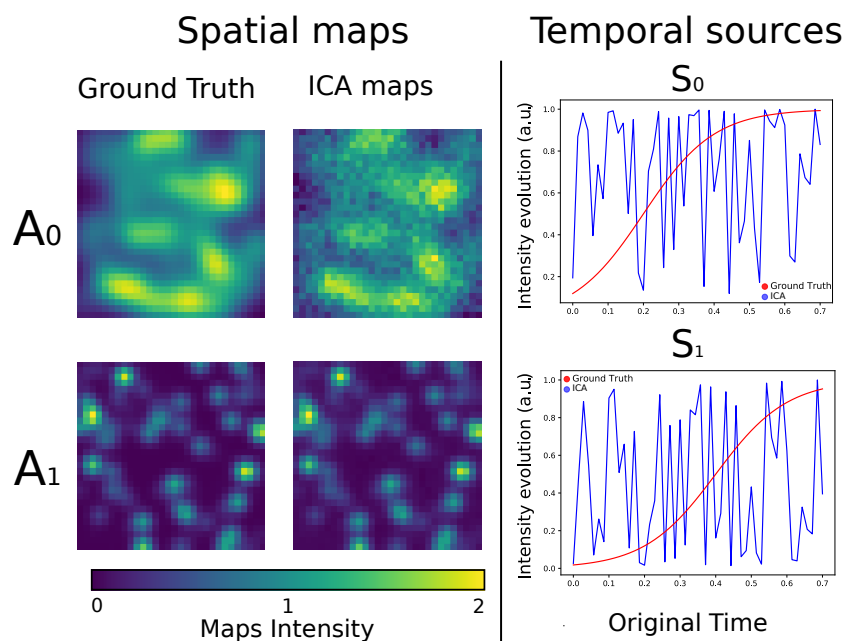 Spatial maps
Temporal sources
Ground Truth
ICA maps
A0
A1
0
1
2
Maps Intensity
S0
Intensity evolution (a.u.)
1.0
0.8
0.6
0.4
0.2
0.0
0.1
0.2
0.3
0.4
0.5
0.6
0.7
Ground Truth
ICA
S1
Intensity evolution (a.u.)
Ground Truth
ICA
1.0
0.8
0.6
0.4
0.2
0.0
0.0
0.1
0.2
0.3
0.4
0.5
0.6
0.7
Original Time